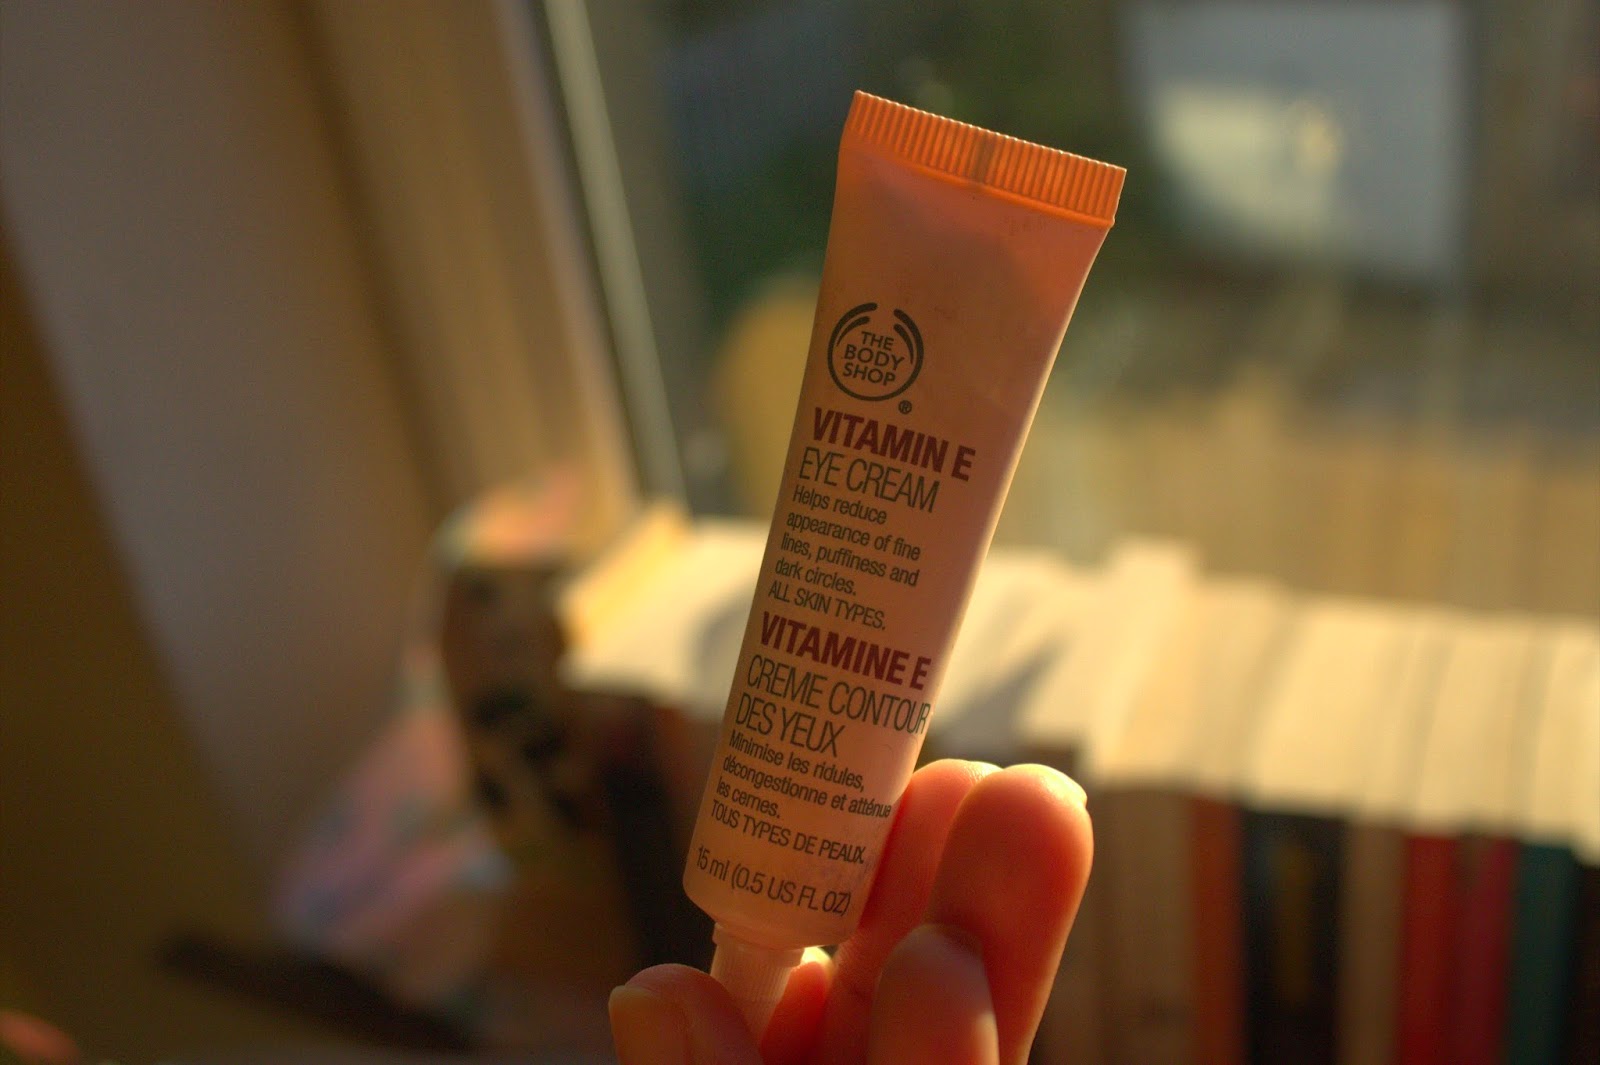 THE
BODY
SHOP
®
VITAMIN E
EYE CREAM
Helps reduce
appearance of fine
lines, puffiness and
dark circles.
ALL SKIN TYPES.
VITAMINE E
CREME CONTOUR
DES YEUX
Minimise les ridules,
décongestionne et atténue
les cernes.
TOUS TYPES DE PEAUX.
15 ml (0.5 US FL OZ)